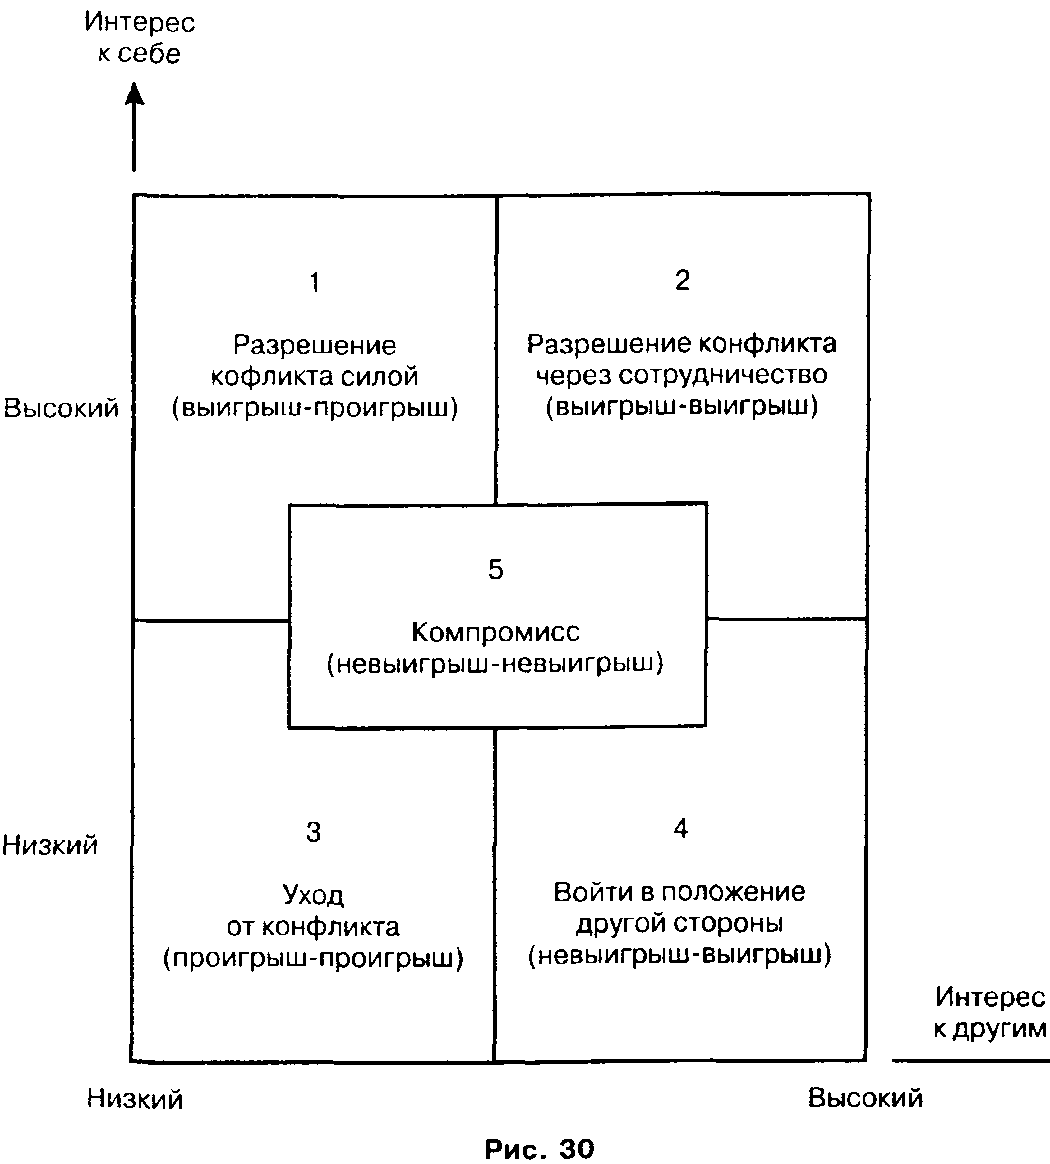 Интерес
к себе
1
Разрешение
кофликта силой
(выигрыш-проигрыш)
2
Разрешение конфликта
через сотрудничество
(выигрыш-выигрыш)
Высокий
5
Компромисс
(невыигрыш-невыигрыш)
Низкий
3
Уход
от конфликта
(проигрыш-проигрыш)
4
Войти в положение
другой стороны
(невыигрыш-выигрыш)
Интерес
к другим
Низкий
Высокий
Рис. 30